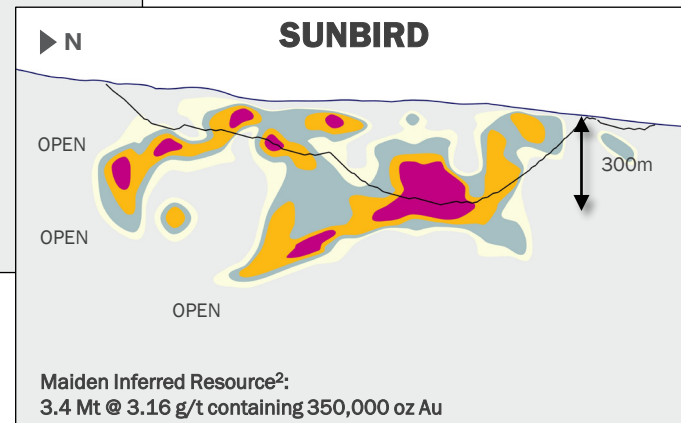 N
SUNBIRD
OPEN
300m
OPEN
OPEN
Maiden Inferred Resource²:
3.4 Mt @ 3.16 g/t containing 350,000 oz Au